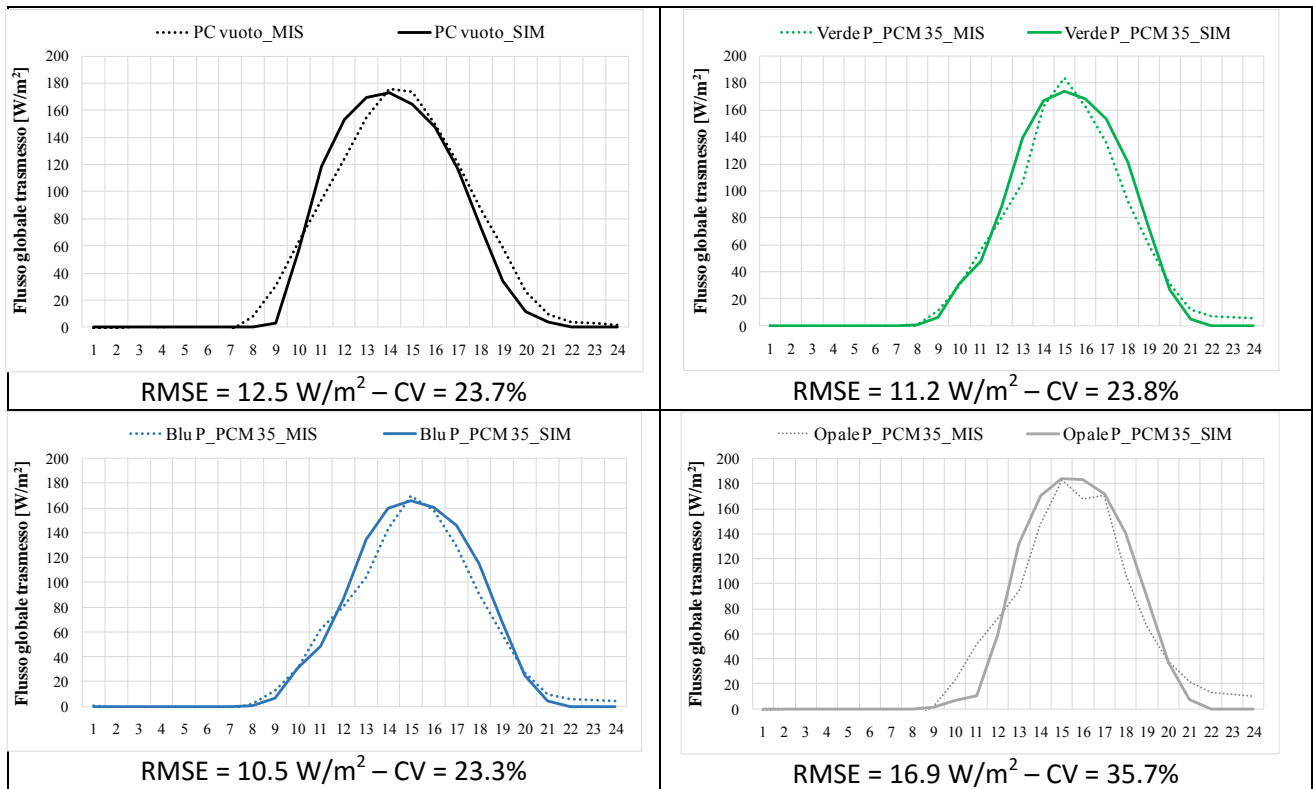 PC vuoto_MIS PC vuoto_SIM
Flusso globale trasmesso [W/m²]
200
180
160
140
120
100
80
60
40
20
0
1 2 3 4 5 6 7 8 9 10 11 12 13 14 15 16 17 18 19 20 21 22 23 24
RMSE = 12.5 W/m² – CV = 23.7%
Verde P_PCM 35_MIS Verde P_PCM 35_SIM
Flusso globale trasmesso [W/m²]
200
180
160
140
120
100
80
60
40
20
0
1 2 3 4 5 6 7 8 9 10 11 12 13 14 15 16 17 18 19 20 21 22 23 24
RMSE = 11.2 W/m² – CV = 23.8%
Blu P_PCM 35_MIS Blu P_PCM 35_SIM
Flusso globale trasmesso [W/m²]
200
180
160
140
120
100
80
60
40
20
0
1 2 3 4 5 6 7 8 9 10 11 12 13 14 15 16 17 18 19 20 21 22 23 24
RMSE = 10.5 W/m² – CV = 23.3%
Opale P_PCM 35_MIS Opale P_PCM 35_SIM
Flusso globale trasmesso [W/m²]
200
180
160
140
120
100
80
60
40
20
0
1 2 3 4 5 6 7 8 9 10 11 12 13 14 15 16 17 18 19 20 21 22 23 24
RMSE = 16.9 W/m² – CV = 35.7%